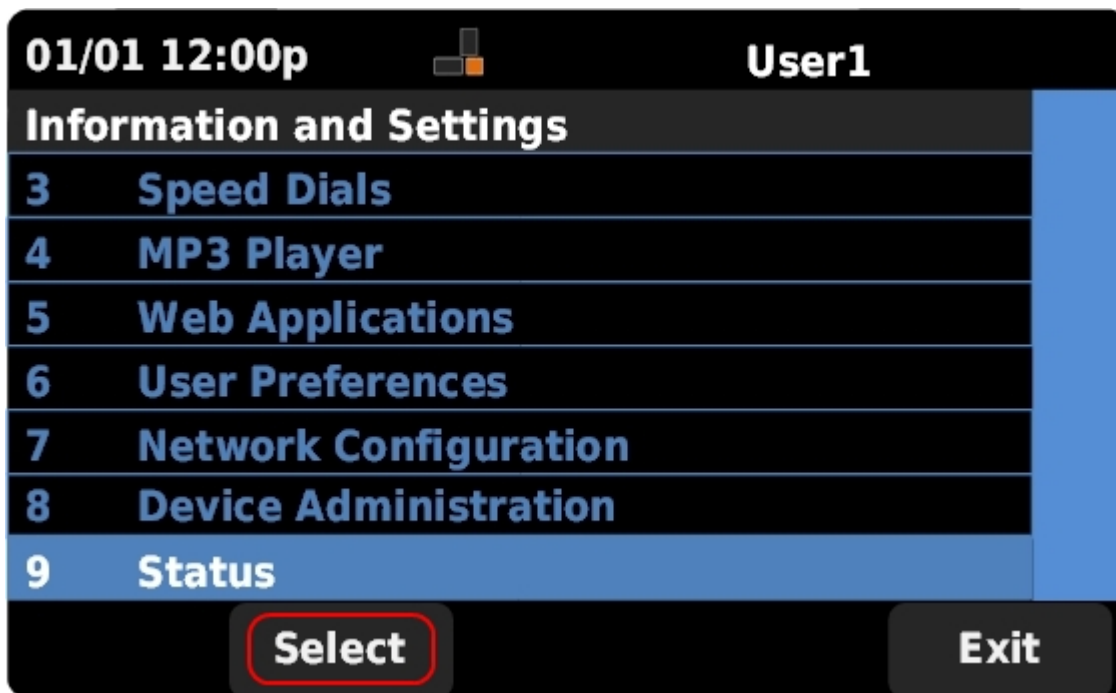 01/01 12:00p User1
Information and Settings
3 Speed Dials
4 MP3 Player
5 Web Applications
6 User Preferences
7 Network Configuration
8 Device Administration
9 Status
Select Exit